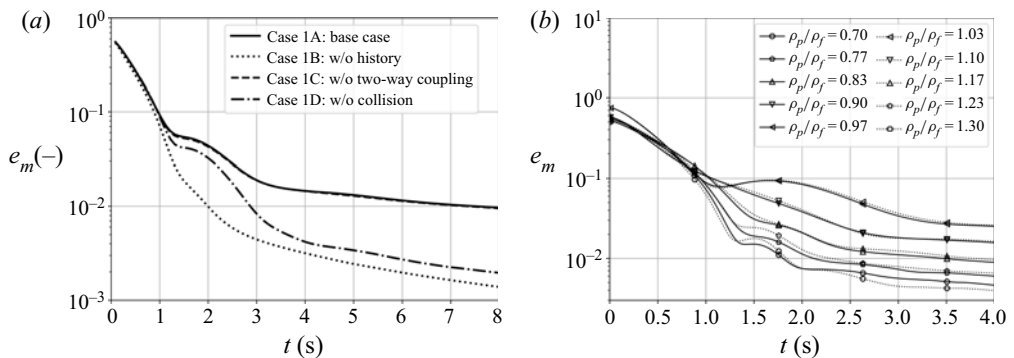 (a)
10^0
10^{-1}
10^{-2}
10^{-3}
e_m(–)
Case 1A: base case
Case 1B: w/o history
Case 1C: w/o two-way coupling
Case 1D: w/o collision
0 1 2 3 4 5 6 7 8
t (s)
(b)
10^1
10^0
10^{-1}
10^{-2}
e_m
ρ_p/ρ_f = 0.70 ρ_p/ρ_f = 1.03
ρ_p/ρ_f = 0.77 ρ_p/ρ_f = 1.10
ρ_p/ρ_f = 0.83 ρ_p/ρ_f = 1.17
ρ_p/ρ_f = 0.90 ρ_p/ρ_f = 1.23
ρ_p/ρ_f = 0.97 ρ_p/ρ_f = 1.30
0 0.5 1.0 1.5 2.0 2.5 3.0 3.5 4.0
t (s)